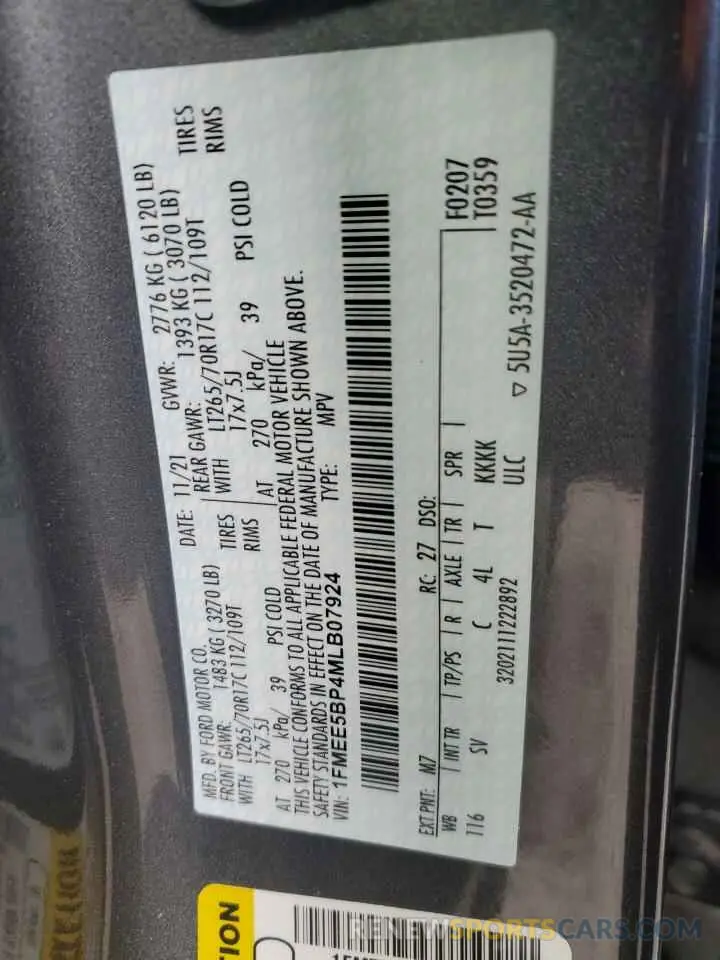 MFD. BY FORD MOTOR CO.
DATE: 11/21 GVWR: 2776 KG ( 6120 LB)
FRONT GAWR: 1483 KG ( 3270 LB) REAR GAWR: 1393 KG ( 3070 LB)
WITH LT265/70R17C 112/109T TIRES WITH LT265/70R17C 112/109T TIRES
17x7.5J RIMS 17x7.5J RIMS
AT 270 kPa/ 39 PSI COLD AT 270 kPa/ 39 PSI COLD
THIS VEHICLE CONFORMS TO ALL APPLICABLE FEDERAL MOTOR VEHICLE
SAFETY STANDARDS IN EFFECT ON THE DATE OF MANUFACTURE SHOWN ABOVE.
VIN: 1FMEE5BP4MLB07924 TYPE: MPV
F0207
T0359
EXT PNT: M7 RC: 27 DSO:
WB INT TR TP/PS R AXLE TR SPR
116 SV C 4L T KKKK
3202111222892 ULC
▽ 5U5A-3520472-AA
RENEWSPORTSCARS.COM